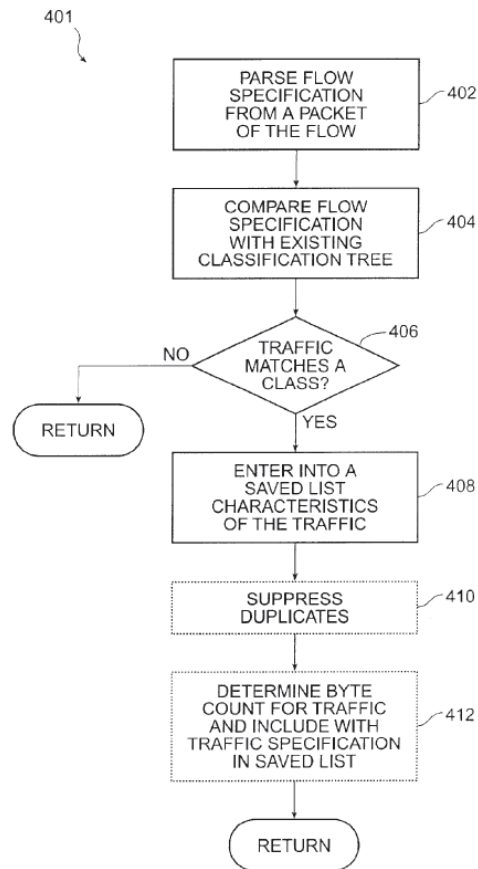 401
PARSE FLOW
SPECIFICATION
FROM A PACKET
OF THE FLOW
402
COMPARE FLOW
SPECIFICATION
WITH EXISTING
CLASSIFICATION TREE
404
406
TRAFFIC
MATCHES A
CLASS?
NO
YES
RETURN
ENTER INTO A
SAVED LIST
CHARACTERISTICS
OF THE TRAFFIC
408
SUPPRESS
DUPLICATES
410
DETERMINE BYTE
COUNT FOR TRAFFIC
AND INCLUDE WITH
TRAFFIC SPECIFICATION
IN SAVED LIST
412
RETURN